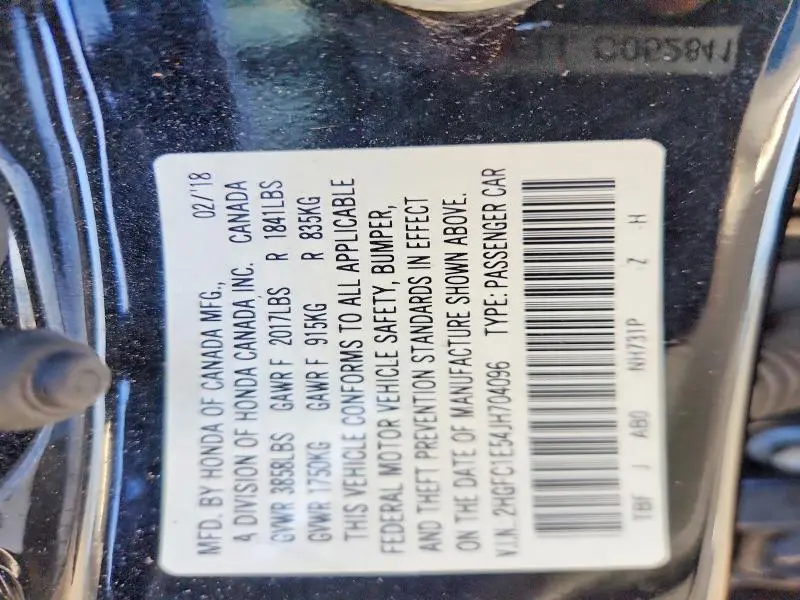 MFD. BY HONDA OF CANADA MFG., 02/18
A DIVISION OF HONDA CANADA, INC. CANADA
GVWR 3858LBS GAWR F 2017LBS R 1841LBS
GVWR 1750KG GAWR F 915KG R 835KG
THIS VEHICLE CONFORMS TO ALL APPLICABLE
FEDERAL MOTOR VEHICLE SAFETY, BUMPER,
AND THEFT PREVENTION STANDARDS IN EFFECT
ON THE DATE OF MANUFACTURE SHOWN ABOVE.
V.I.N. 2HGFC1E54JH704096 TYPE: PASSENGER CAR
TBF J AB0 NH731P -Z -H